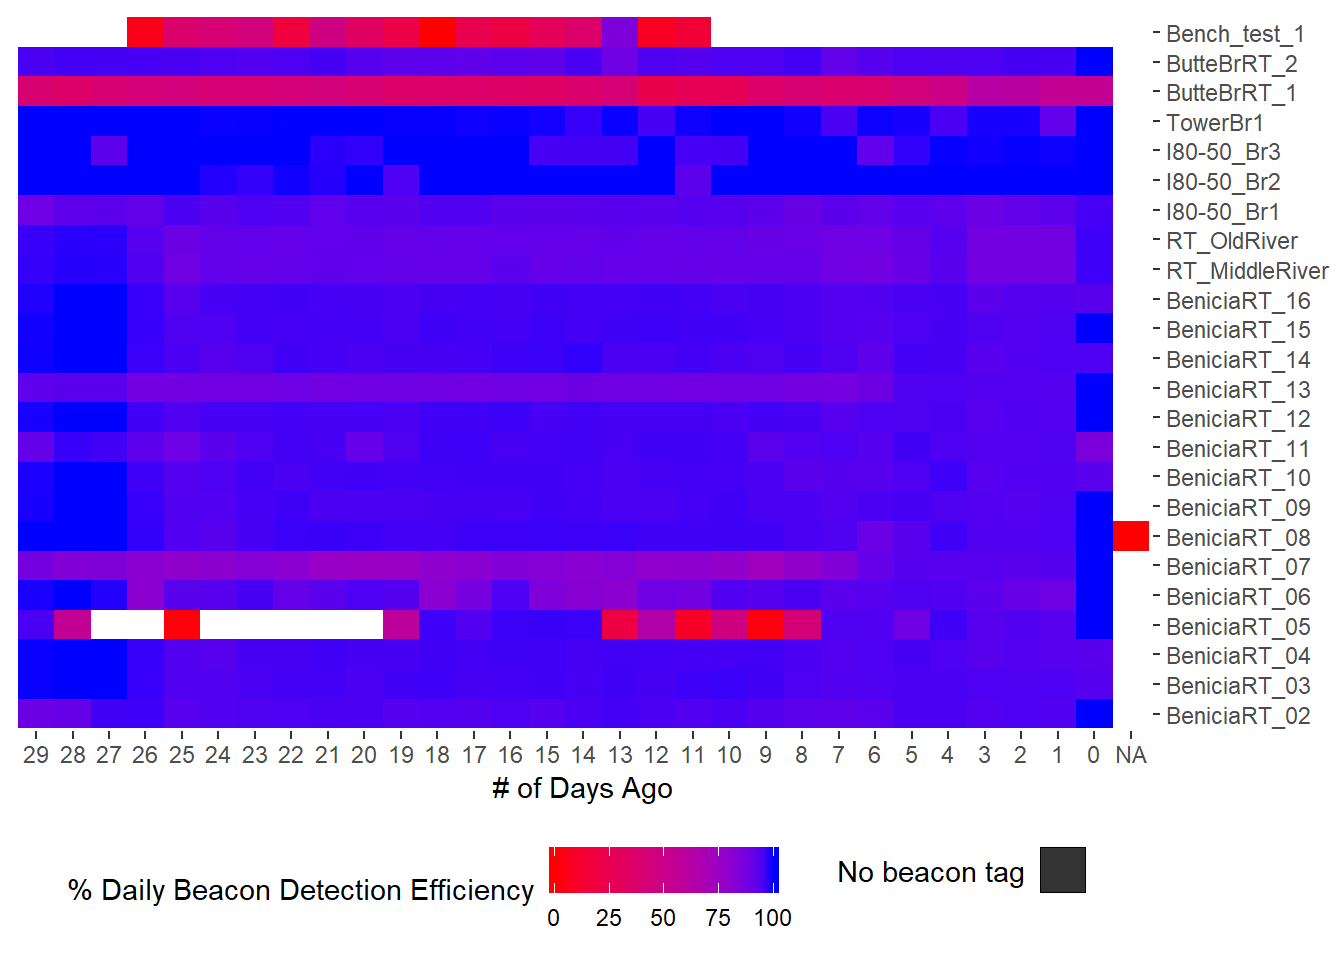 Bench_test_1
ButteBrRT_2
ButteBrRT_1
TowerBr1
I80-50_Br3
I80-50_Br2
I80-50_Br1
RT_OldRiver
RT_MiddleRiver
BeniciaRT_16
BeniciaRT_15
BeniciaRT_14
BeniciaRT_13
BeniciaRT_12
BeniciaRT_11
BeniciaRT_10
BeniciaRT_09
BeniciaRT_08
BeniciaRT_07
BeniciaRT_06
BeniciaRT_05
BeniciaRT_04
BeniciaRT_03
BeniciaRT_02
29 28 27 26 25 24 23 22 21 20 19 18 17 16 15 14 13 12 11 10 9 8 7 6 5 4 3 2 1 0 NA
# of Days Ago
% Daily Beacon Detection Efficiency
0 25 50 75 100
No beacon tag